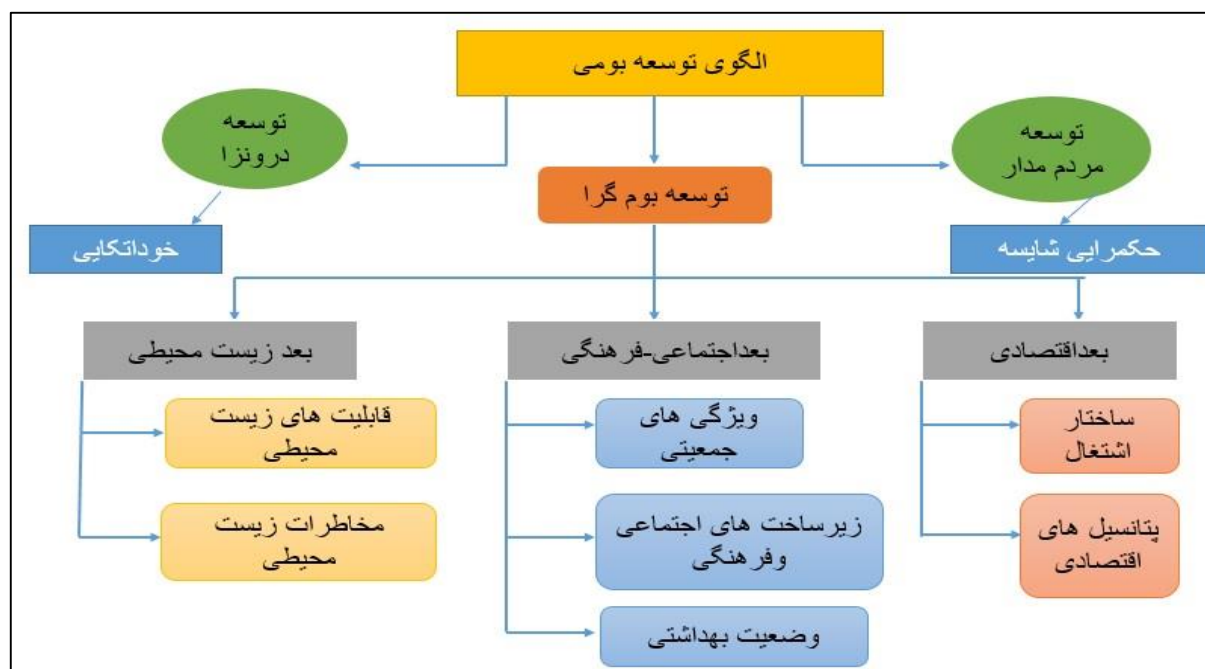 الگوی توسعه بومی
توسعه
مردم مدار
توسعه
درونزا
توسعه بوم گرا
حکمرایی شایسه
خوداتکایی
بعداقتصادی
بعداجتماعی-فرهنگی
بعد زیست محیطی
ساختار
اشتغال
پتانسیل های
اقتصادی
ویژگی های
جمعیتی
زیرساخت های اجتماعی
وفرهنگی
وضعیت بهداشتی
قابلیت های زیست
محیطی
مخاطرات زیست
محیطی